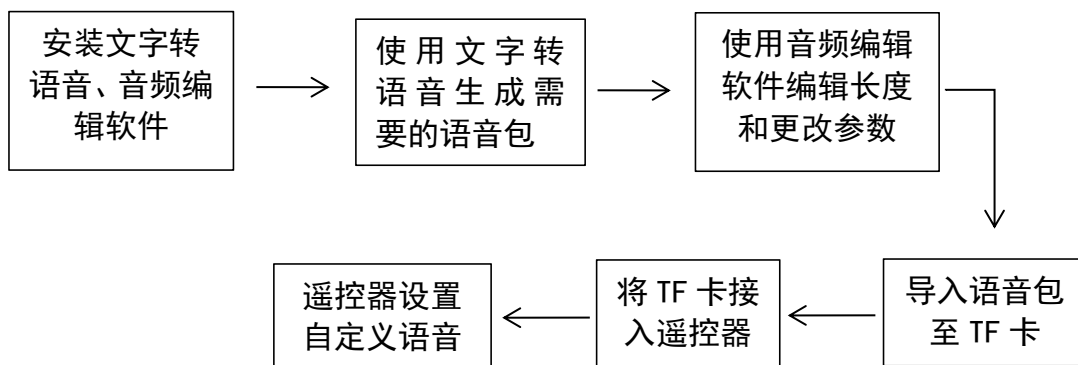 安装文字转
语音、音频编
辑软件
使用文字转
语音生成需
要的语音包
使用音频编辑
软件编辑长度
和更改参数
导入语音包
至 TF 卡
将 TF 卡接
入遥控器
遥控器设置
自定义语音